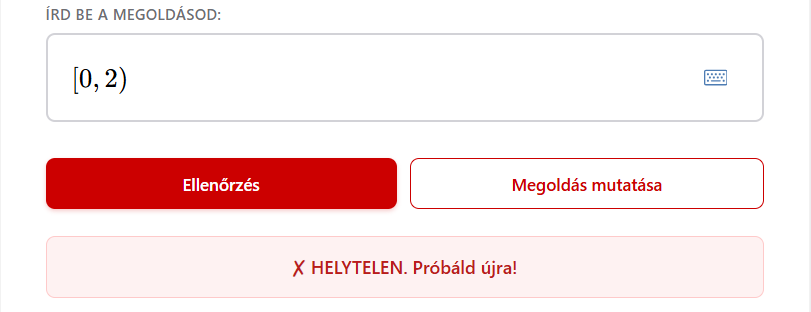 ÍRD BE A MEGOLDÁSOD:
[0, 2)
Ellenőrzés
Megoldás mutatása
✗ HELYTELEN. Próbáld újra!